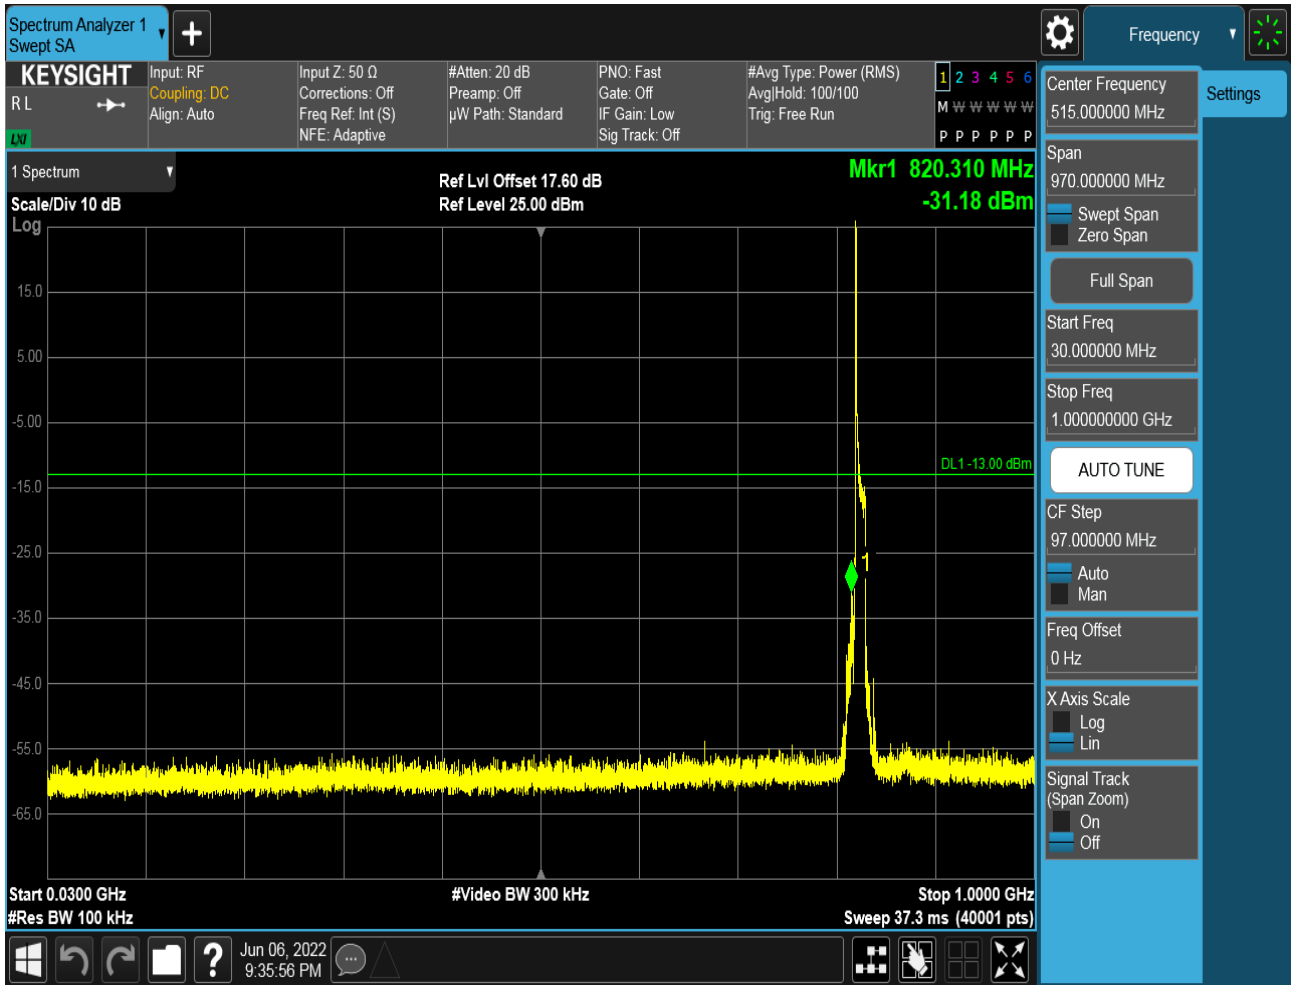 Spectrum Analyzer 1
Swept SA
Frequency
KEYSIGHT
R L
LXI
Input: RF
Coupling: DC
Align: Auto
Input Z: 50 Ω
Corrections: Off
Freq Ref: Int (S)
NFE: Adaptive
#Atten: 20 dB
Preamp: Off
µW Path: Standard
PNO: Fast
Gate: Off
IF Gain: Low
Sig Track: Off
#Avg Type: Power (RMS)
Avg|Hold: 100/100
Trig: Free Run
1 2 3 4 5 6
M W W W W W
P P P P P P
1 Spectrum
Scale/Div 10 dB
Log
Ref Lvl Offset 17.60 dB
Ref Level 25.00 dBm
Mkr1 820.310 MHz
-31.18 dBm
15.0
5.00
-5.00
-15.0
-25.0
-35.0
-45.0
-55.0
-65.0
DL1 -13.00 dBm
1
Start 0.0300 GHz
#Res BW 100 kHz
#Video BW 300 kHz
Stop 1.0000 GHz
Sweep 37.3 ms (40001 pts)
Center Frequency
515.000000 MHz
Settings
Span
970.000000 MHz
Swept Span
Zero Span
Full Span
Start Freq
30.000000 MHz
Stop Freq
1.000000000 GHz
AUTO TUNE
CF Step
97.000000 MHz
Auto
Man
Freq Offset
0 Hz
X Axis Scale
Log
Lin
Signal Track
(Span Zoom)
On
Off
?
Jun 06, 2022
9:35:56 PM